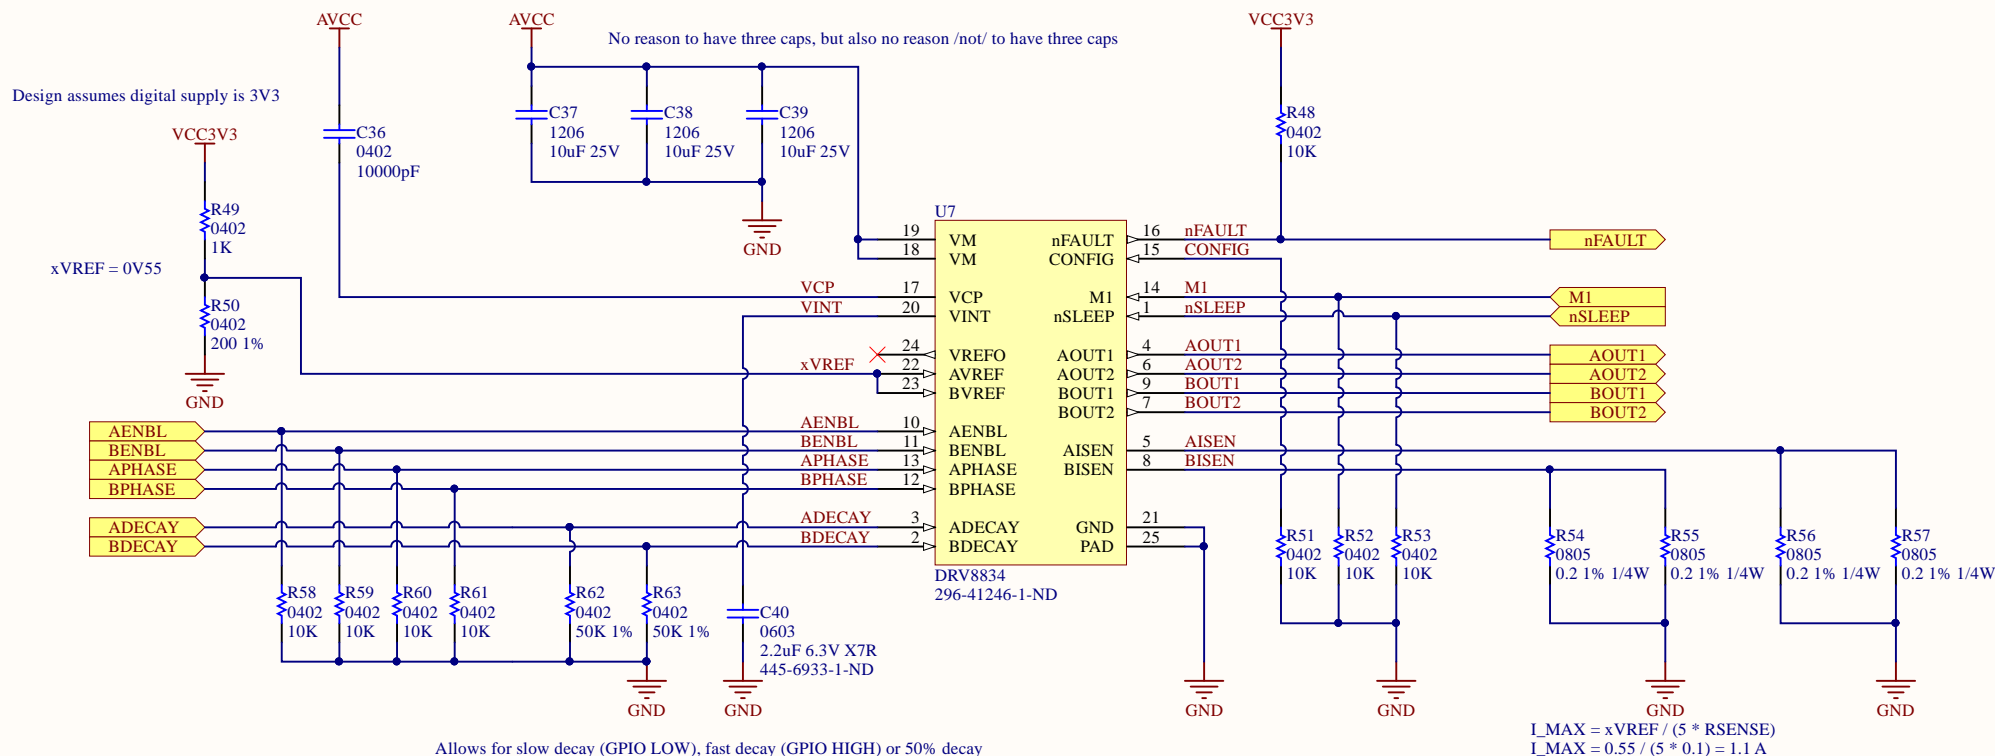 AVCC
AVCC
VCC3V3
No reason to have three caps, but also no reason /not/ to have three caps
Design assumes digital supply is 3V3
VCC3V3
C36
0402
10000pF
C37
1206
10uF 25V
C38
1206
10uF 25V
C39
1206
10uF 25V
GND
R48
0402
10K
R49
0402
1K
xVREF = 0V55
R50
0402
200 1%
GND
U7
19 VM
18 VM
VCP 17 VCP
VINT 20 VINT
24 VREFO
xVREF 22 AVREF
23 BVREF
AENBL AENBL 10 AENBL
BENBL BENBL 11 BENBL
APHASE APHASE 13 APHASE
BPHASE BPHASE 12 BPHASE
ADECAY ADECAY 3 ADECAY
BDECAY BDECAY 2 BDECAY
nFAULT 16 nFAULT nFAULT
CONFIG 15 CONFIG
M1 14 M1 M1
nSLEEP 1 nSLEEP nSLEEP
AOUT1 4 AOUT1 AOUT1
AOUT2 6 AOUT2 AOUT2
BOUT1 9 BOUT1 BOUT1
BOUT2 7 BOUT2 BOUT2
AISEN 5 AISEN
BISEN 8 BISEN
GND 21
PAD 25
DRV8834
296-41246-1-ND
R58
0402
10K
R59
0402
10K
R60
0402
10K
R61
0402
10K
R62
0402
50K 1%
R63
0402
50K 1%
C40
0603
2.2uF 6.3V X7R
445-6933-1-ND
R51
0402
10K
R52
0402
10K
R53
0402
10K
R54
0805
0.2 1% 1/4W
R55
0805
0.2 1% 1/4W
R56
0805
0.2 1% 1/4W
R57
0805
0.2 1% 1/4W
GND
GND
GND
GND
GND
GND
Allows for slow decay (GPIO LOW), fast decay (GPIO HIGH) or 50% decay
I_MAX = xVREF / (5 * RSENSE)
I_MAX = 0.55 / (5 * 0.1) = 1.1 A